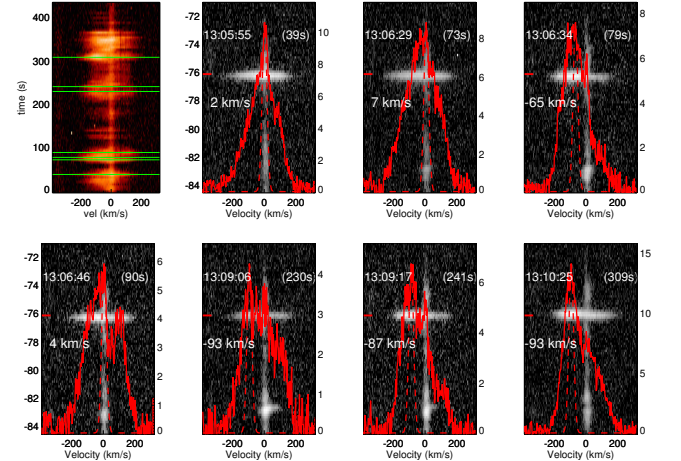 400
300
200
100
0
time (s)
-200 0 200
vel (km/s)
-72
-74
-76
-78
-80
-82
-84
13:05:55 (39s)
2 km/s
10
8
6
4
2
0
-200 0 200
Velocity (km/s)
13:06:29 (73s)
7 km/s
8
6
4
2
0
-200 0 200
Velocity (km/s)
13:06:34 (79s)
-65 km/s
8
6
4
2
0
-200 0 200
Velocity (km/s)
-72
-74
-76
-78
-80
-82
-84
13:06:46 (90s)
4 km/s
6
5
4
3
2
1
0
-200 0 200
Velocity (km/s)
13:09:06 (230s)
-93 km/s
4
3
2
1
0
-200 0 200
Velocity (km/s)
13:09:17 (241s)
-87 km/s
6
4
2
0
-200 0 200
Velocity (km/s)
13:10:25 (309s)
-93 km/s
15
10
5
0
-200 0 200
Velocity (km/s)